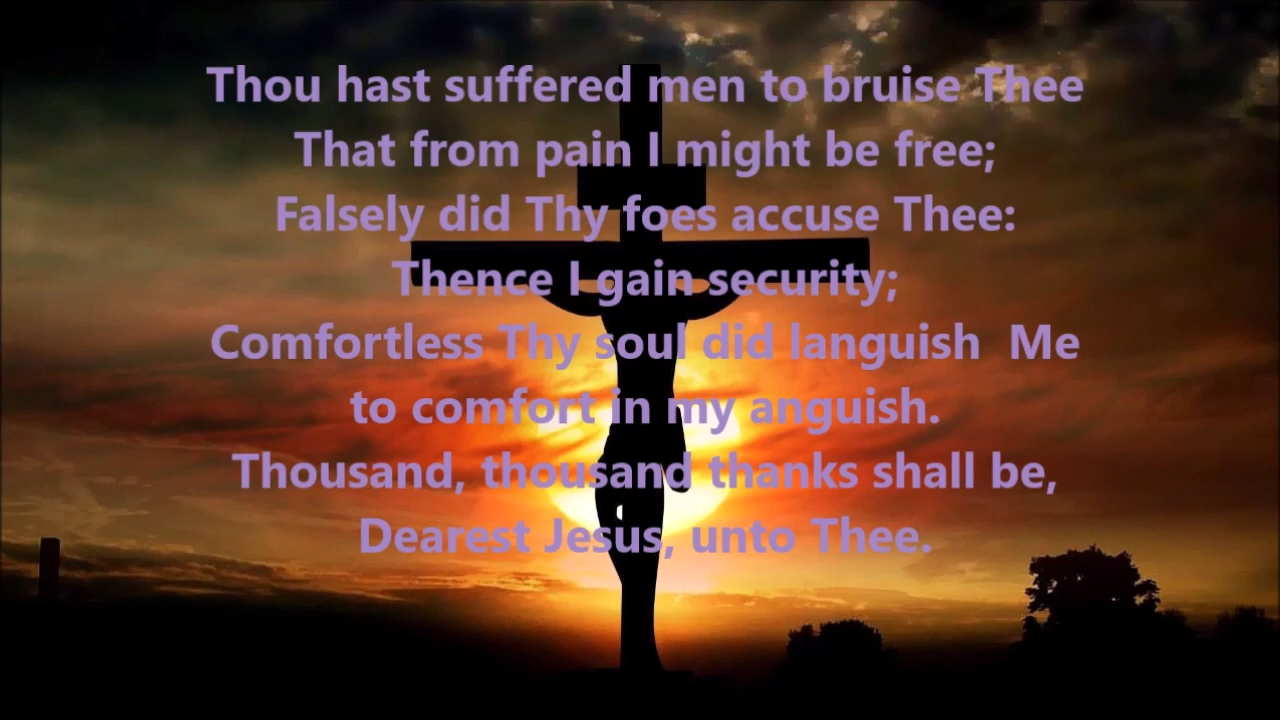 Thou hast suffered men to bruise Thee
That from pain I might be free;
Falsely did Thy foes accuse Thee:
Thence I gain security;
Comfortless Thy soul did languish  Me
to comfort in my anguish.
Thousand, thousand thanks shall be,
Dearest Jesus, unto Thee.